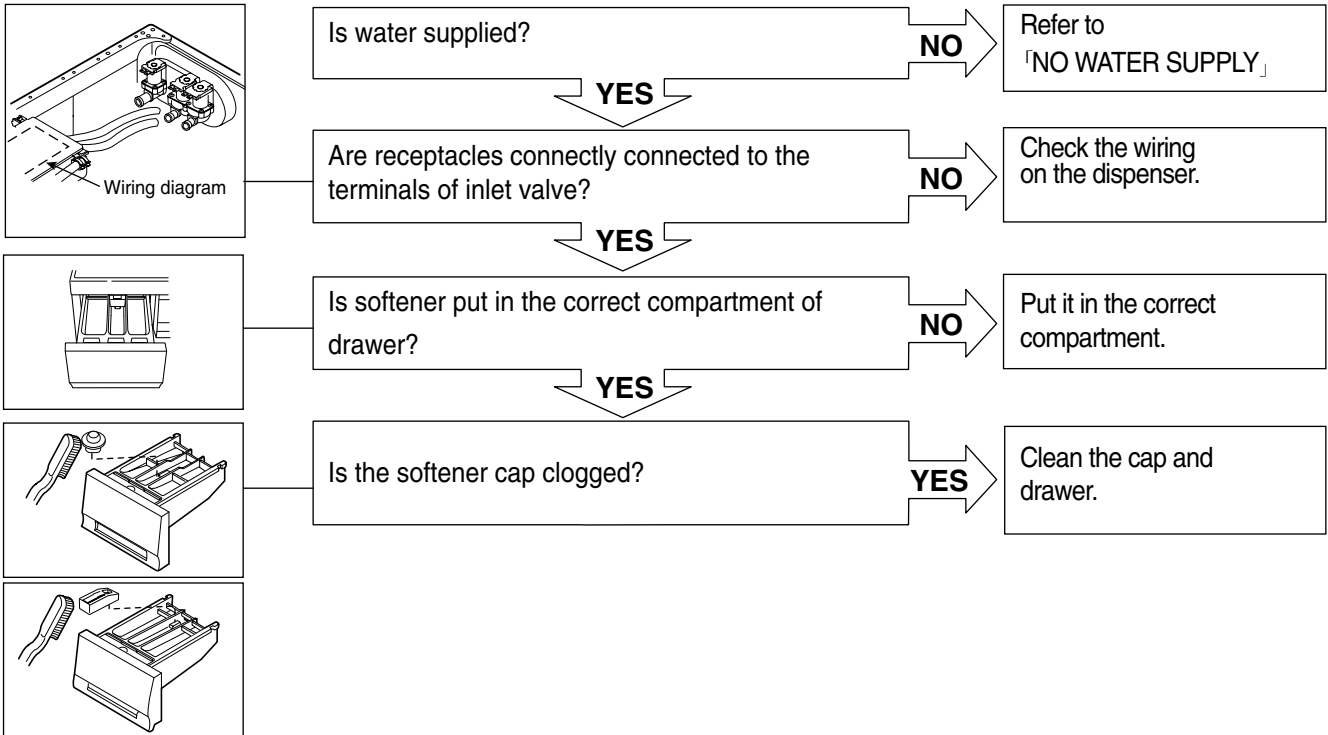 Is water supplied?
NO
Refer to
「NO WATER SUPPLY」
YES
Wiring diagram
Are receptacles connectly connected to the
terminals of inlet valve?
NO
Check the wiring
on the dispenser.
YES
Is softener put in the correct compartment of
drawer?
NO
Put it in the correct
compartment.
YES
Is the softener cap clogged?
YES
Clean the cap and
drawer.